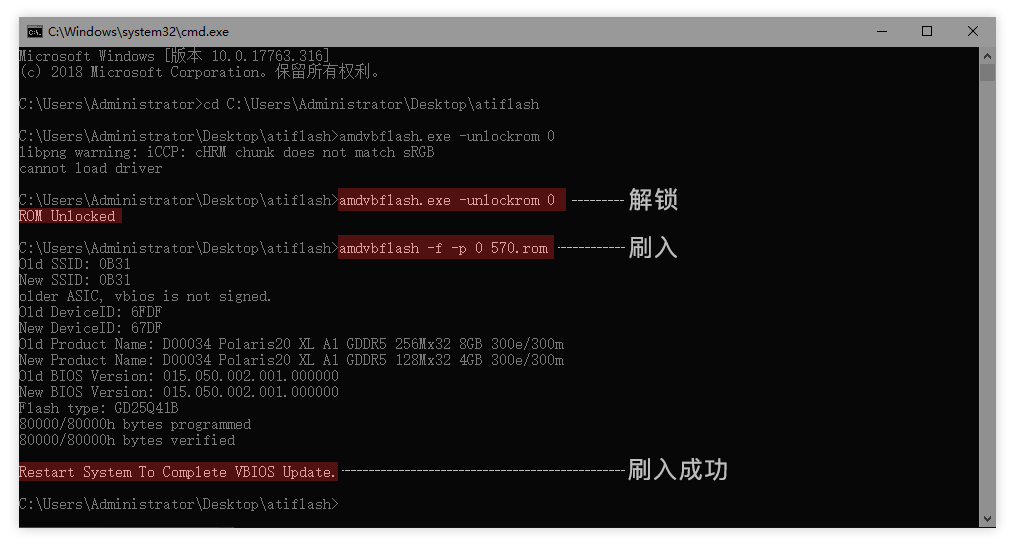 C:\Windows\system32\cmd.exe
Microsoft Windows [版本 10.0.17763.316]
(c) 2018 Microsoft Corporation。保留所有权利。
C:\Users\Administrator>cd C:\Users\Administrator\Desktop\atiflash
C:\Users\Administrator\Desktop\atiflash>amdvbflash.exe -unlockrom 0
libpng warning: iCCP: cHRM chunk does not match sRGB
cannot load driver
C:\Users\Administrator\Desktop\atiflash>amdvbflash.exe -unlockrom 0 --------- 解锁
ROM Unlocked
C:\Users\Administrator\Desktop\atiflash>amdvbflash -f -p 0 570.rom ------------ 刷入
Old SSID: 0B31
New SSID: 0B31
older ASIC, vbios is not signed.
Old DeviceID: 6FDF
New DeviceID: 67DF
Old Product Name: D00034 Polaris20 XL A1 GDDR5 256Mx32 8GB 300e/300m
New Product Name: D00034 Polaris20 XL A1 GDDR5 128Mx32 4GB 300e/300m
Old BIOS Version: 015.050.002.001.000000
New BIOS Version: 015.050.002.001.000000
Flash type: GD25Q41B
80000/80000h bytes programmed
80000/80000h bytes verified
Restart System To Complete VBIOS Update. ------------------------------------------------ 刷入成功
C:\Users\Administrator\Desktop\atiflash>